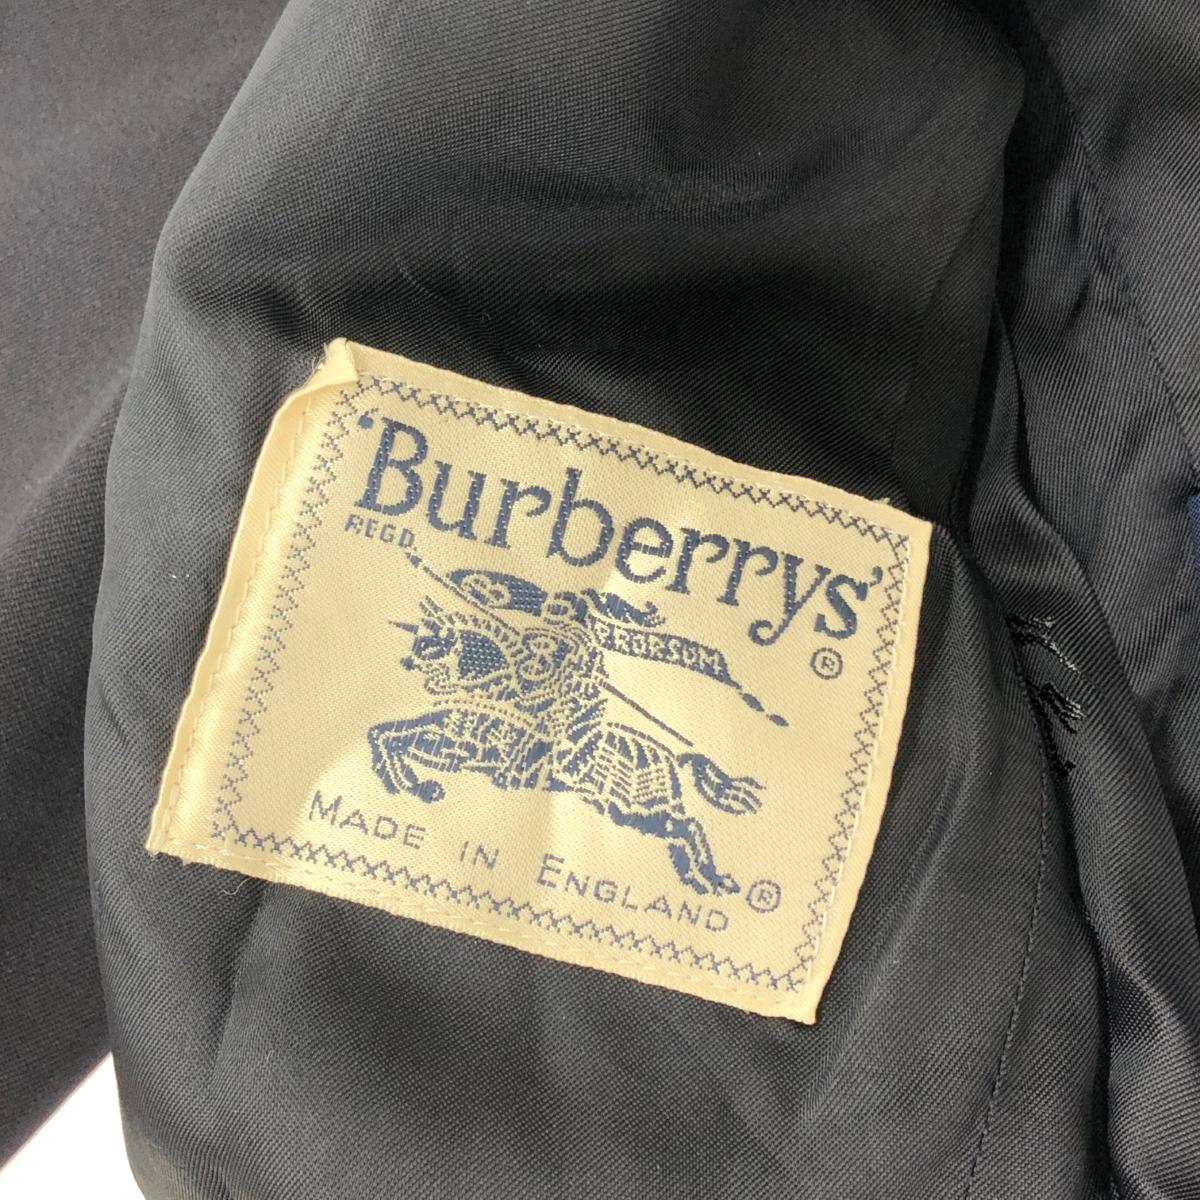 ‘Burberrys’
REGD ®
PRORSUM
MADE IN ENGLAND ®